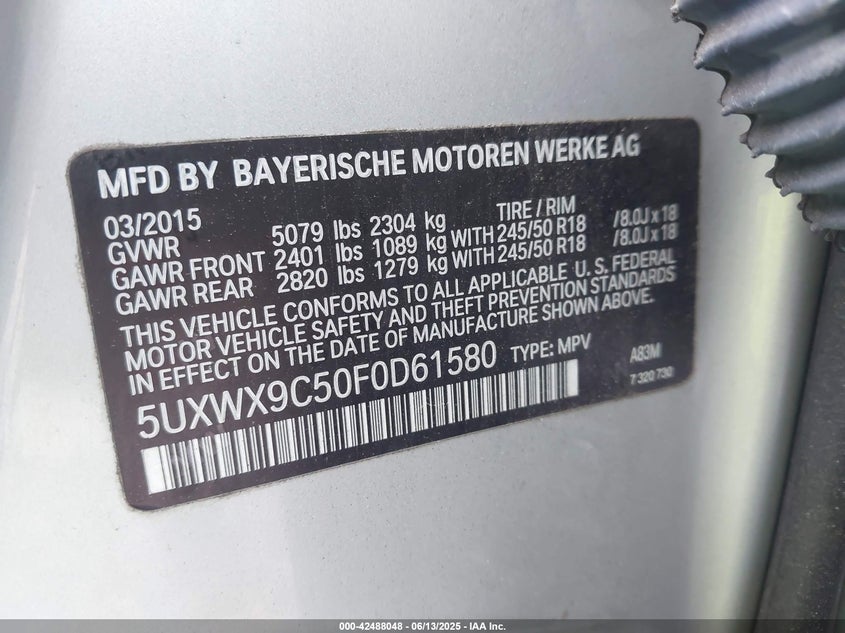 MFD BY BAYERISCHE MOTOREN WERKE AG
03/2015 TIRE / RIM
GVWR 5079 lbs 2304 kg
GAWR FRONT 2401 lbs 1089 kg WITH 245/50 R18 /8.0J x 18
GAWR REAR 2820 lbs 1279 kg WITH 245/50 R18 /8.0J x 18
THIS VEHICLE CONFORMS TO ALL APPLICABLE U. S. FEDERAL
MOTOR VEHICLE SAFETY AND THEFT PREVENTION STANDARDS
IN EFFECT ON THE DATE OF MANUFACTURE SHOWN ABOVE.
5UXWX9C50F0D61580 TYPE: MPV A83M
7 320 730
000-42488048 - 06/13/2025 - IAA Inc.